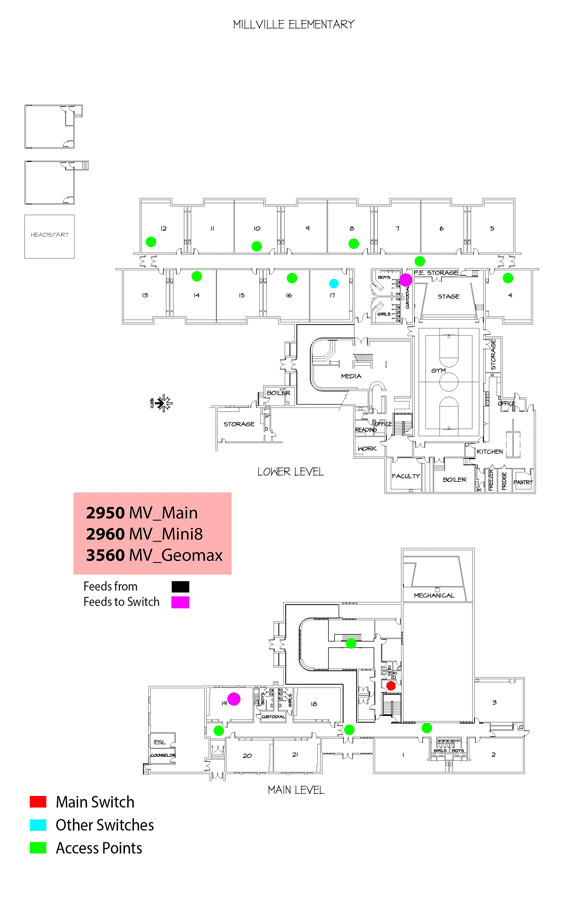 MILLVILLE ELEMENTARY
HEADSTART
12
11
10
9
8
7
6
5
BOYS
P.E. STORAGE
13
14
15
16
17
CUSTODIAL
STAGE
4
GIRLS
MEDIA
GYM
STORAGE
BOILER
OFFICE
STORAGE
READING
OFFICE
WORK
KITCHEN
LOWER LEVEL
FACULTY
BOILER
FREEZER
FRIDGE
PANTRY
2950 MV_Main
2960 MV_Mini8
3560 MV_Geomax
Feeds from
Feeds to Switch
MECHANICAL
19
BOYS
GIRLS
18
3
CUSTODIAL
ESL
COUNSELOR
20
21
1
GIRLS
BOYS
2
MAIN LEVEL
Main Switch
Other Switches
Access Points